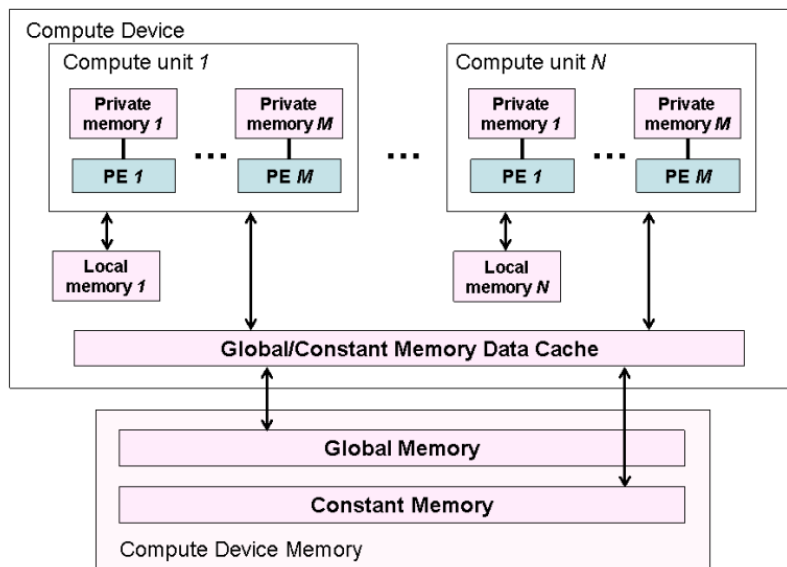 Compute Device
Compute unit 1
Compute unit N
Private
memory 1
Private
memory M
Private
memory 1
Private
memory M
...
...
...
PE 1
PE M
PE 1
PE M
Local
memory 1
Local
memory N
Global/Constant Memory Data Cache
Global Memory
Constant Memory
Compute Device Memory